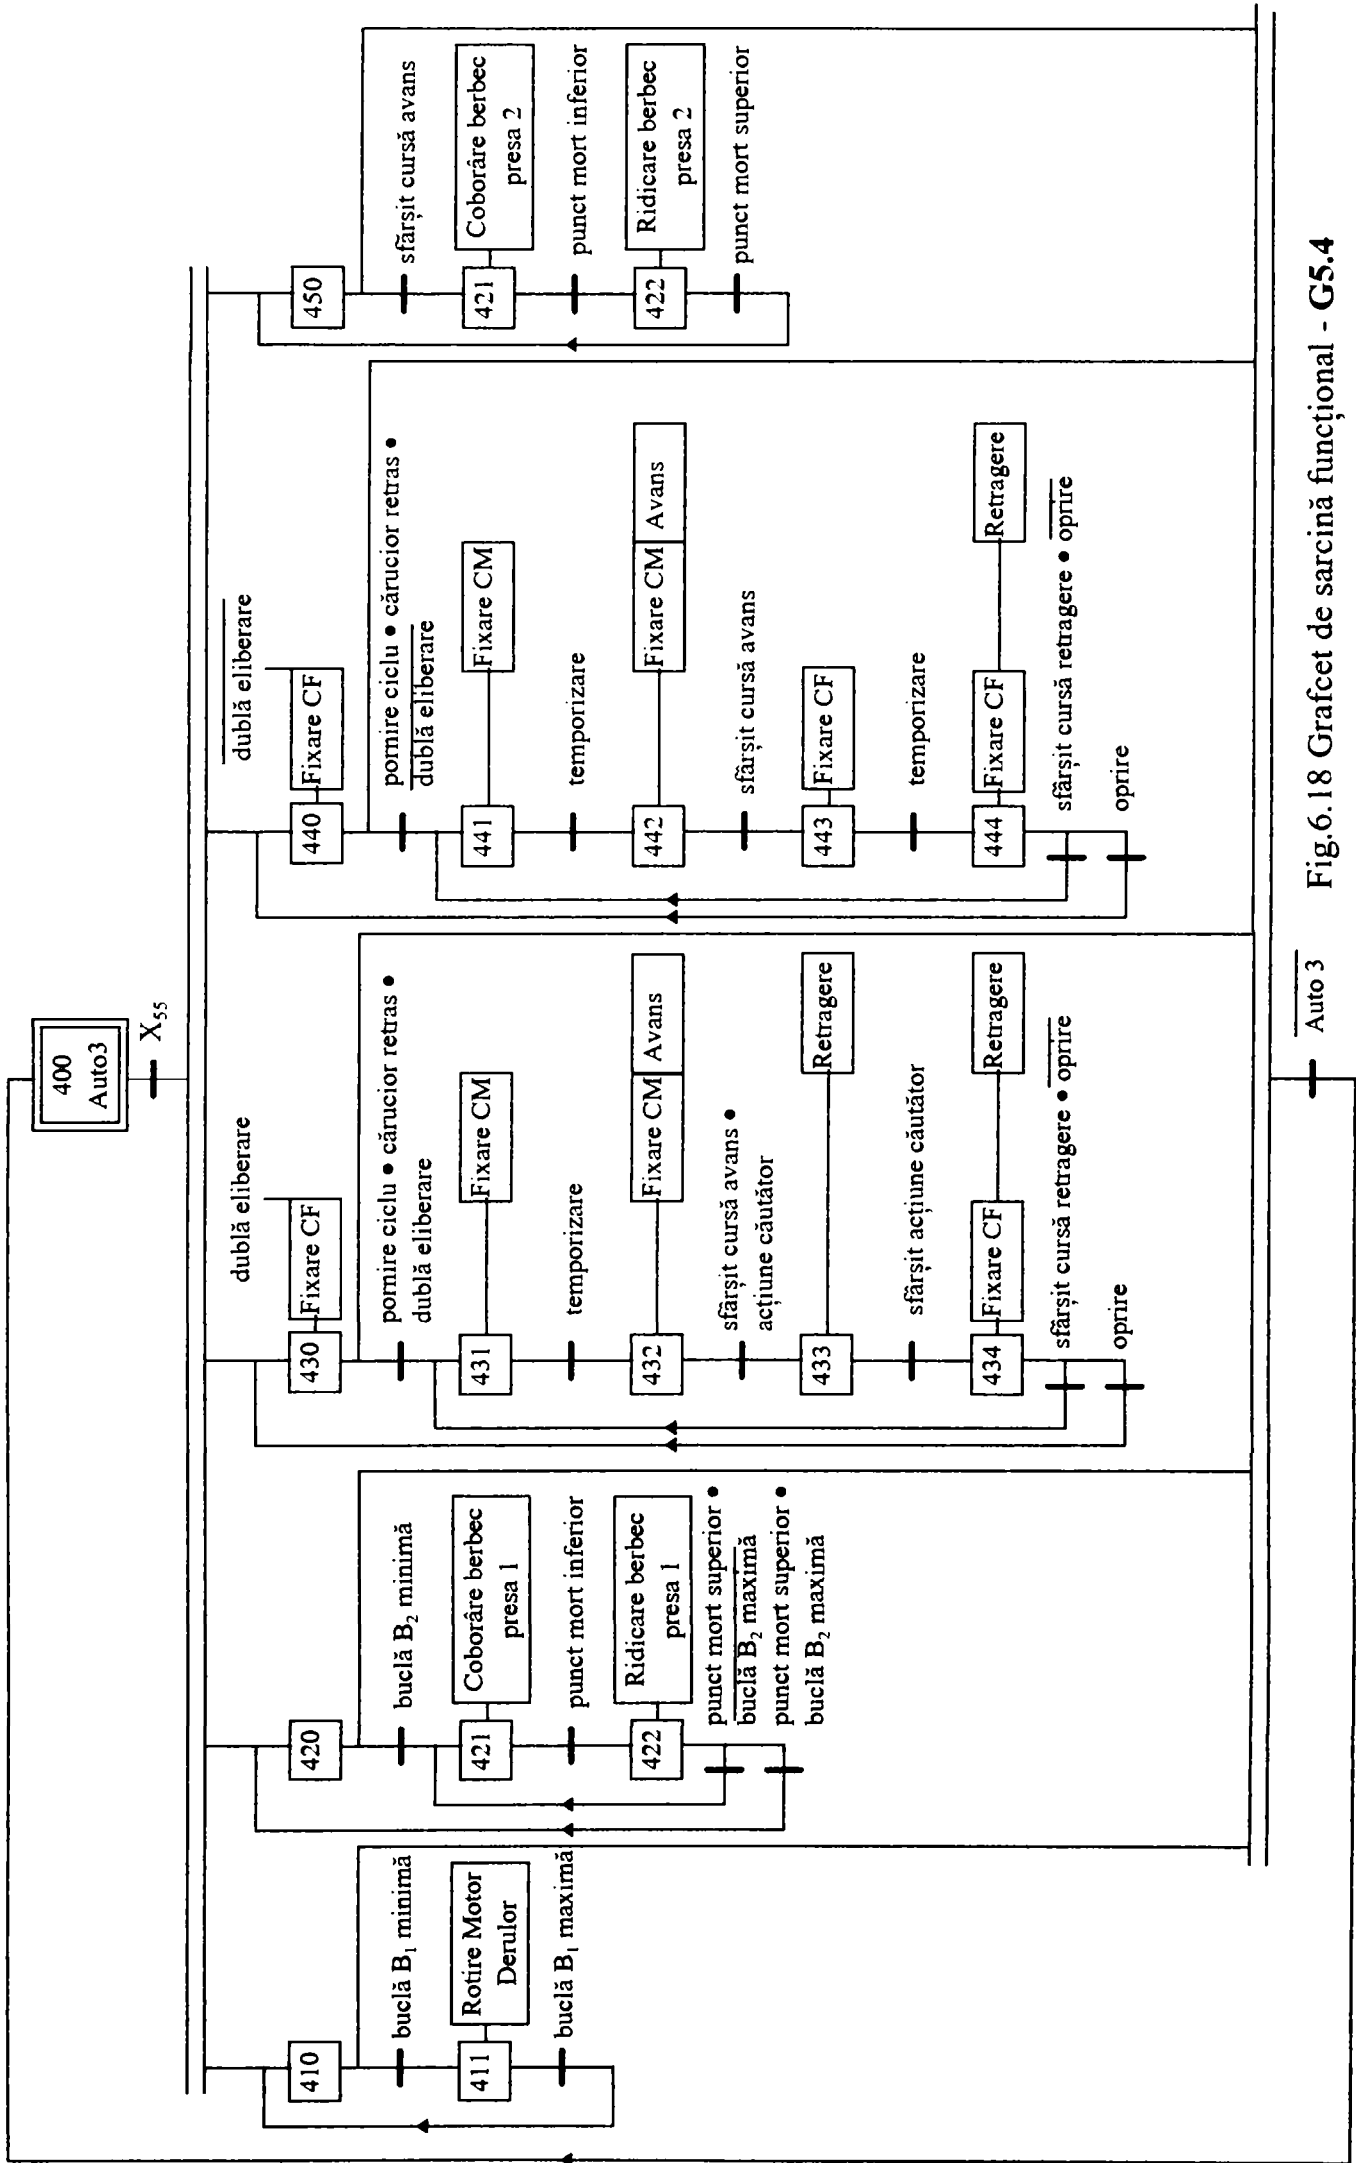 400
Auto3
X₅₅
410
buclă B₁ minimă
411
Rotire Motor
Derulor
buclă B₁ maximă
420
buclă B₂ minimă
421
Coborâre berbec
presa 1
punct mort inferior
422
Ridicare berbec
presa 1
punct mort superior •
buclă B₂ maximă
punct mort superior •
buclă B₂ maximă
dublă eliberare
430
Fixare CF
pornire ciclu • cărucior retras •
dublă eliberare
431
Fixare CM
temporizare
432
Fixare CM
Avans
sfârșit cursă avans •
acțiune căutător
433
Retragere
sfârșit acțiune căutător
434
Fixare CF
Retragere
sfârșit cursă retragere • oprire
oprire
dublă eliberare
440
Fixare CF
pornire ciclu • cărucior retras •
dublă eliberare
441
Fixare CM
temporizare
442
Fixare CM
Avans
sfârșit cursă avans
443
Fixare CF
temporizare
444
Fixare CF
Retragere
sfârșit cursă retragere • oprire
oprire
450
sfârșit cursă avans
421
Coborâre berbec
presa 2
punct mort inferior
422
Ridicare berbec
presa 2
punct mort superior
Auto 3
Fig.6.18 Grafcet de sarcină funcțional - G5.4